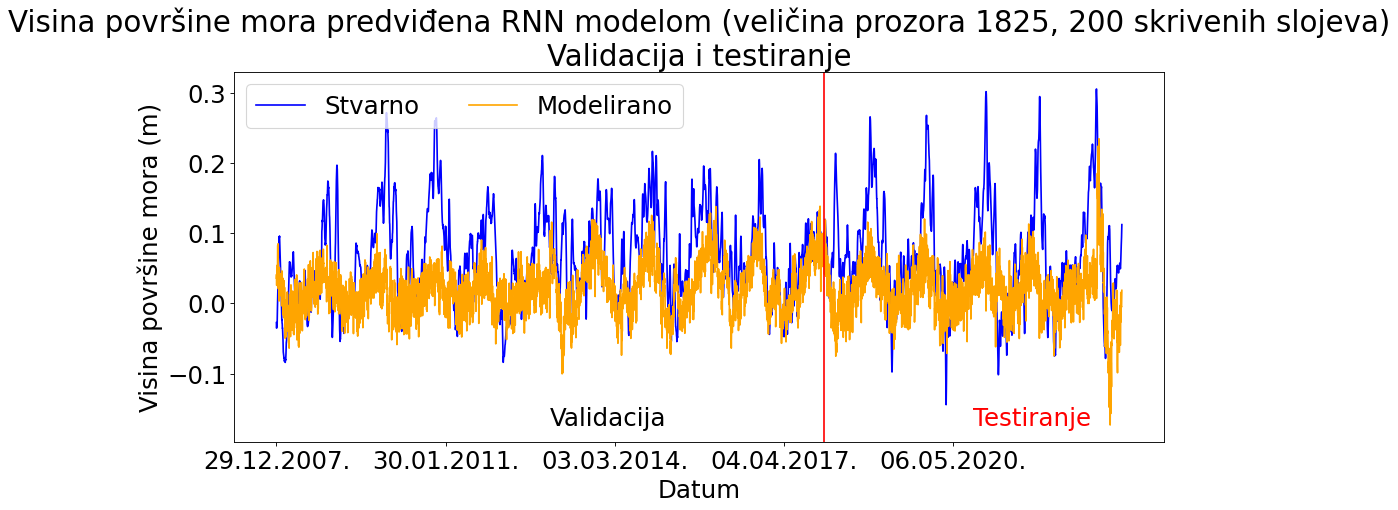 Visina površine mora predviđena RNN modelom (veličina prozora 1825, 200 skrivenih slojeva)
Validacija i testiranje
Stvarno Modelirano
Visina površine mora (m)
0.3
0.2
0.1
0.0
−0.1
Validacija Testiranje
29.12.2007. 30.01.2011. 03.03.2014. 04.04.2017. 06.05.2020.
Datum